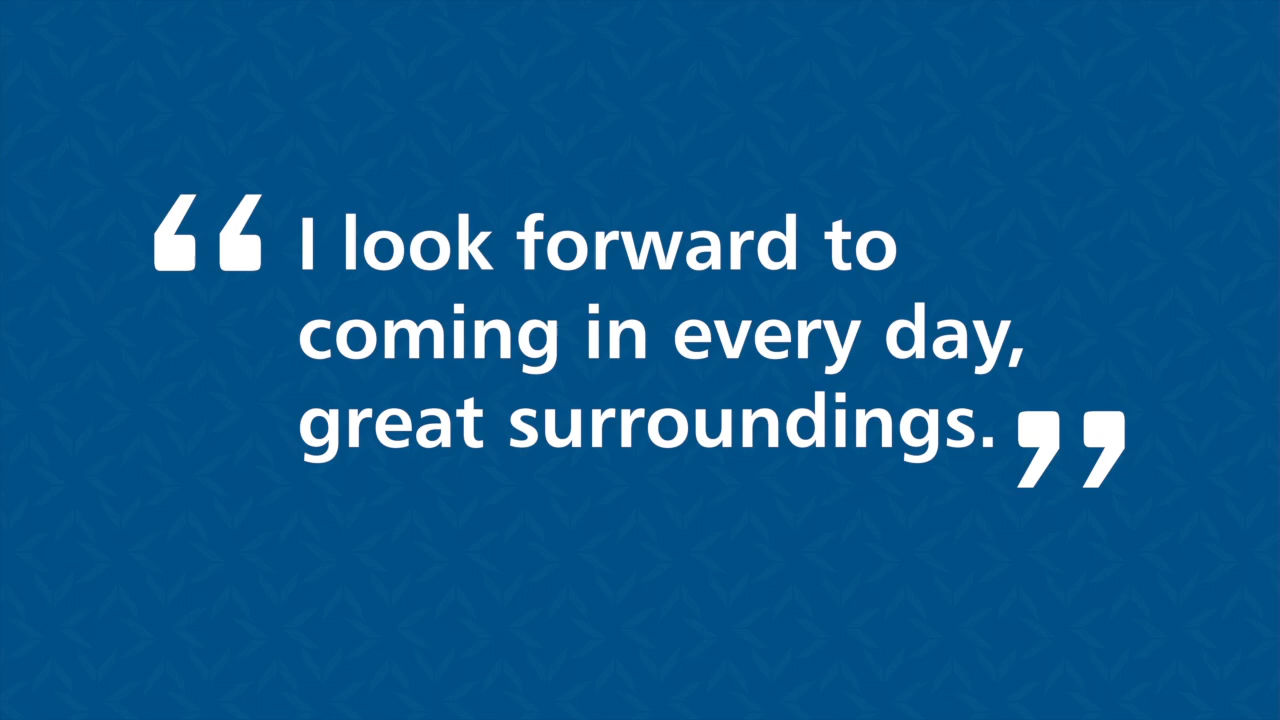 “I look forward to
coming in every day,
great surroundings.”